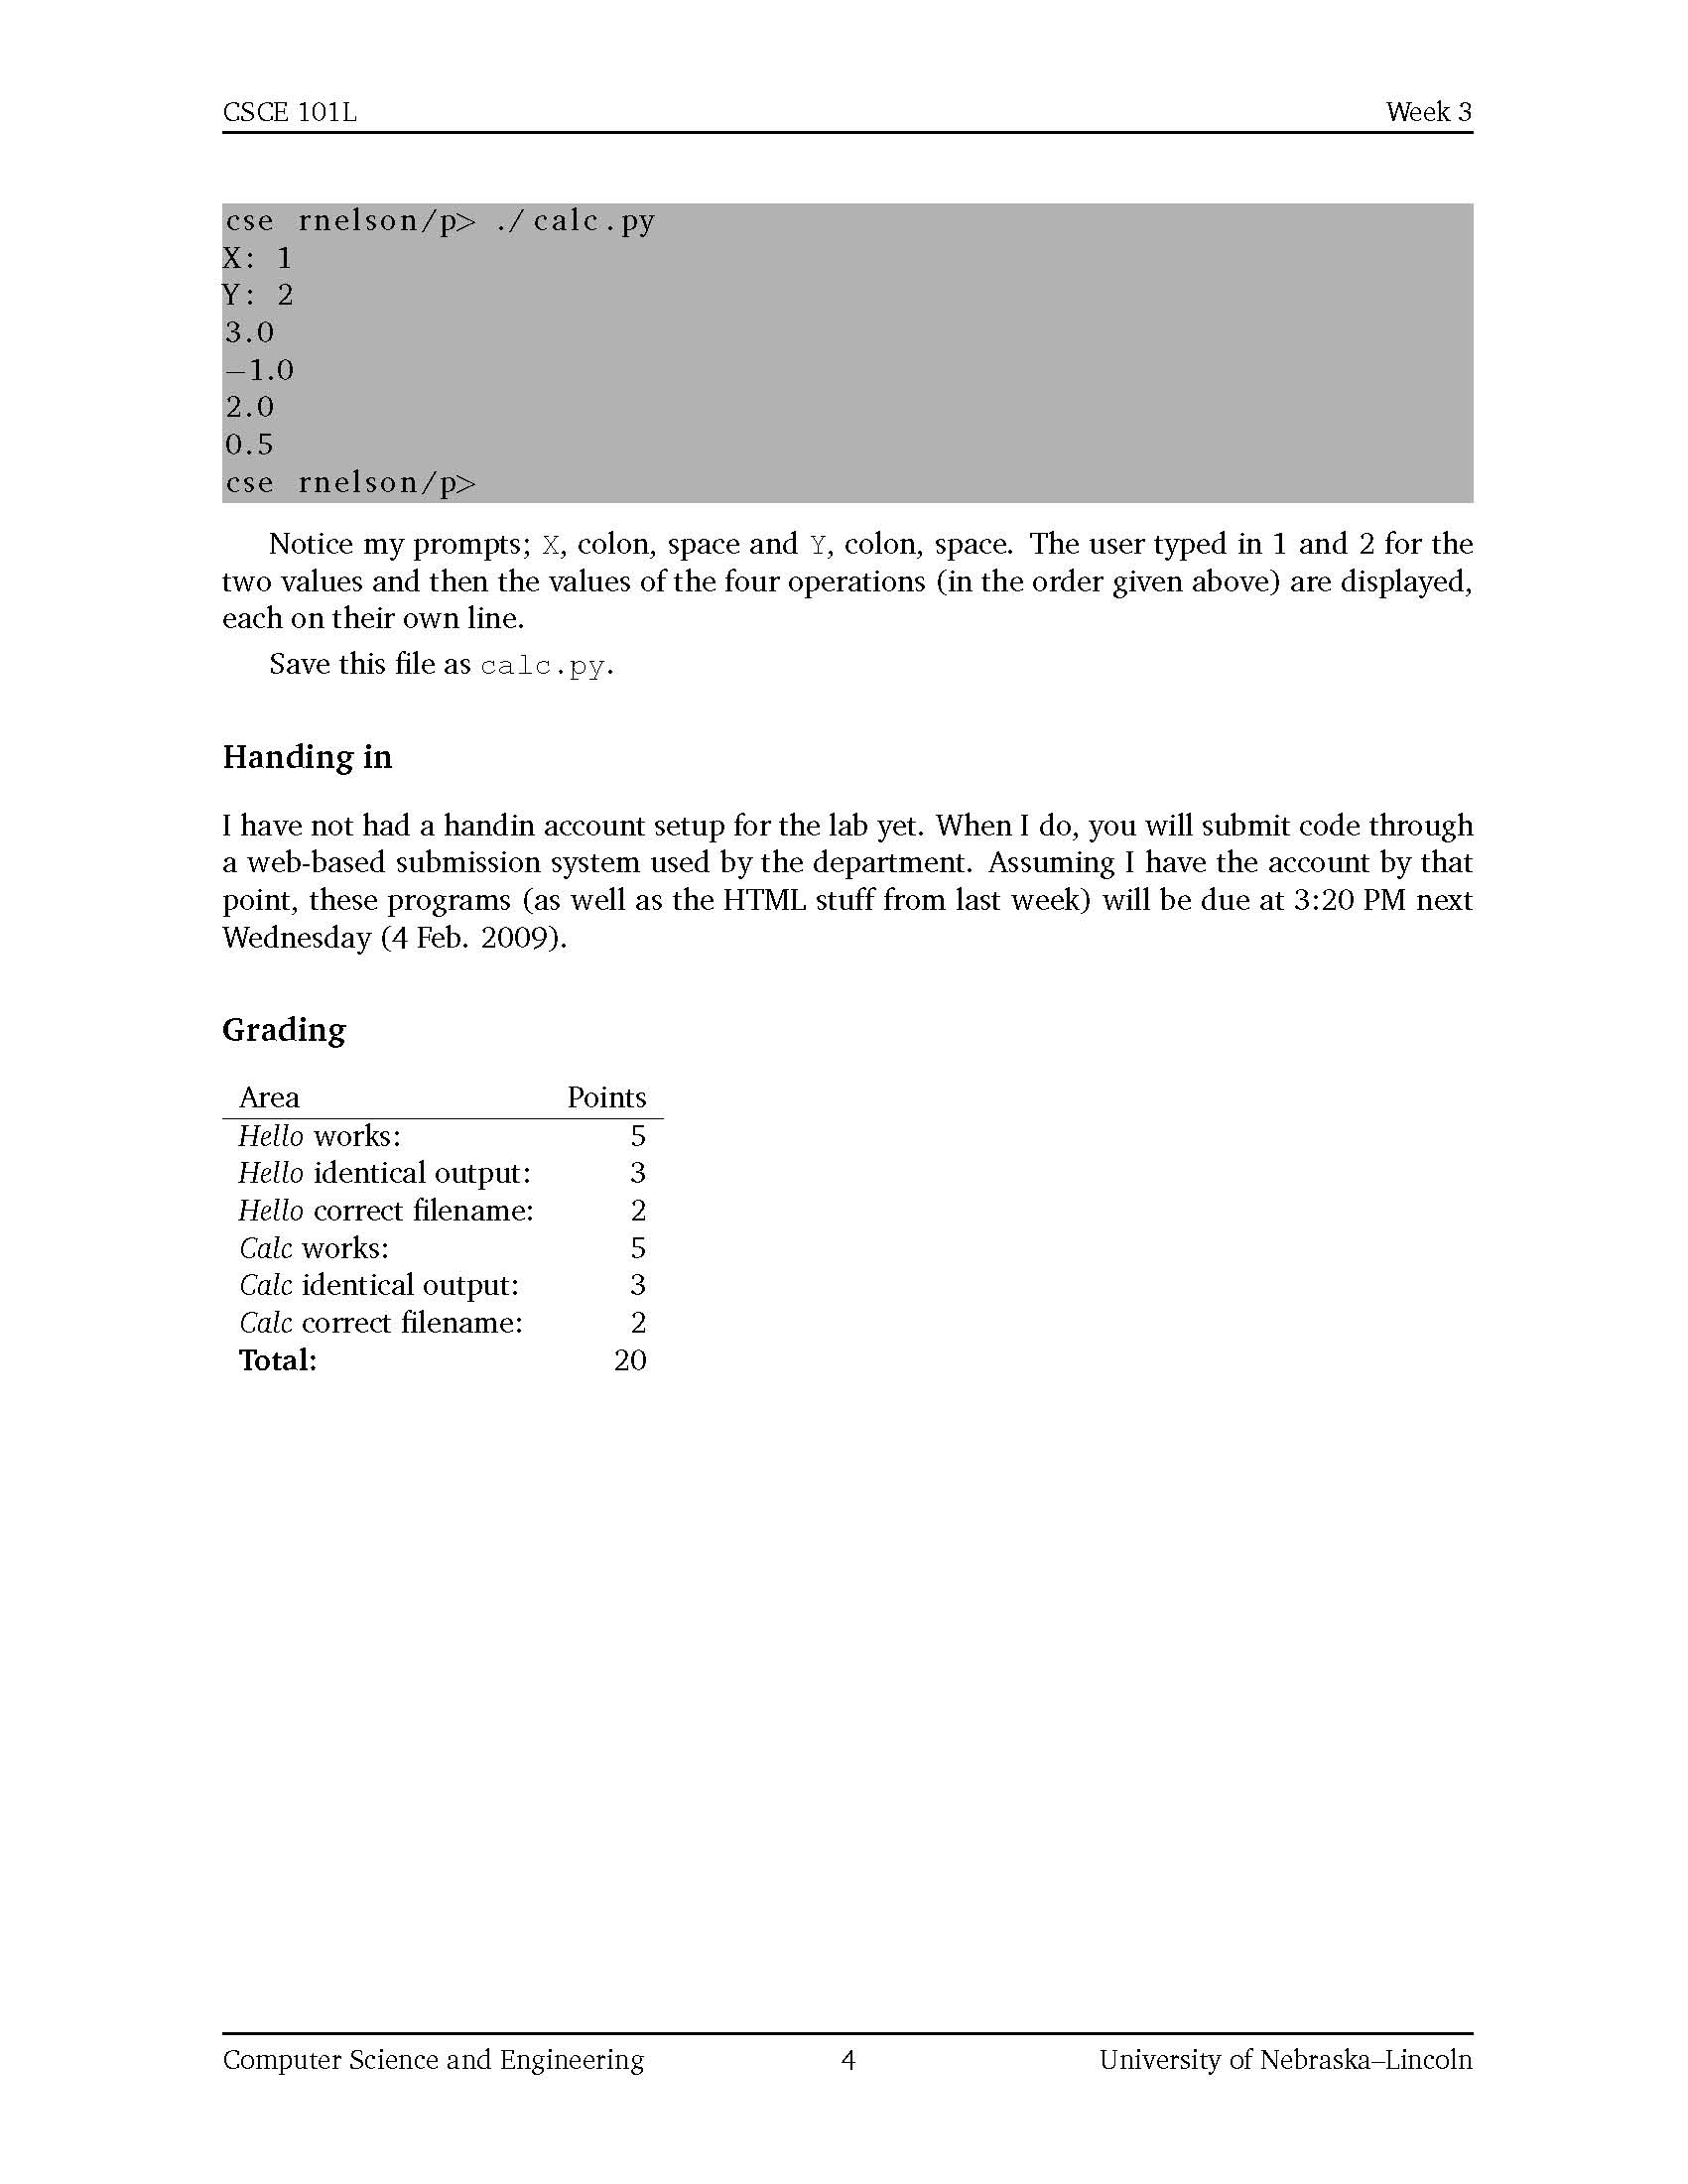 CSCE 101L Week 3
cse rnelson/p> ./calc.py
X: 1
Y: 2
3.0
−1.0
2.0
0.5
cse rnelson/p>
Notice my prompts; X, colon, space and Y, colon, space. The user typed in 1 and 2 for the
two values and then the values of the four operations (in the order given above) are displayed,
each on their own line.
Save this file as calc.py.
Handing in
I have not had a handin account setup for the lab yet. When I do, you will submit code through
a web-based submission system used by the department. Assuming I have the account by that
point, these programs (as well as the HTML stuff from last week) will be due at 3:20 PM next
Wednesday (4 Feb. 2009).
Grading
Area Points
Hello works: 5
Hello identical output: 3
Hello correct filename: 2
Calc works: 5
Calc identical output: 3
Calc correct filename: 2
Total: 20
Computer Science and Engineering 4 University of Nebraska–Lincoln